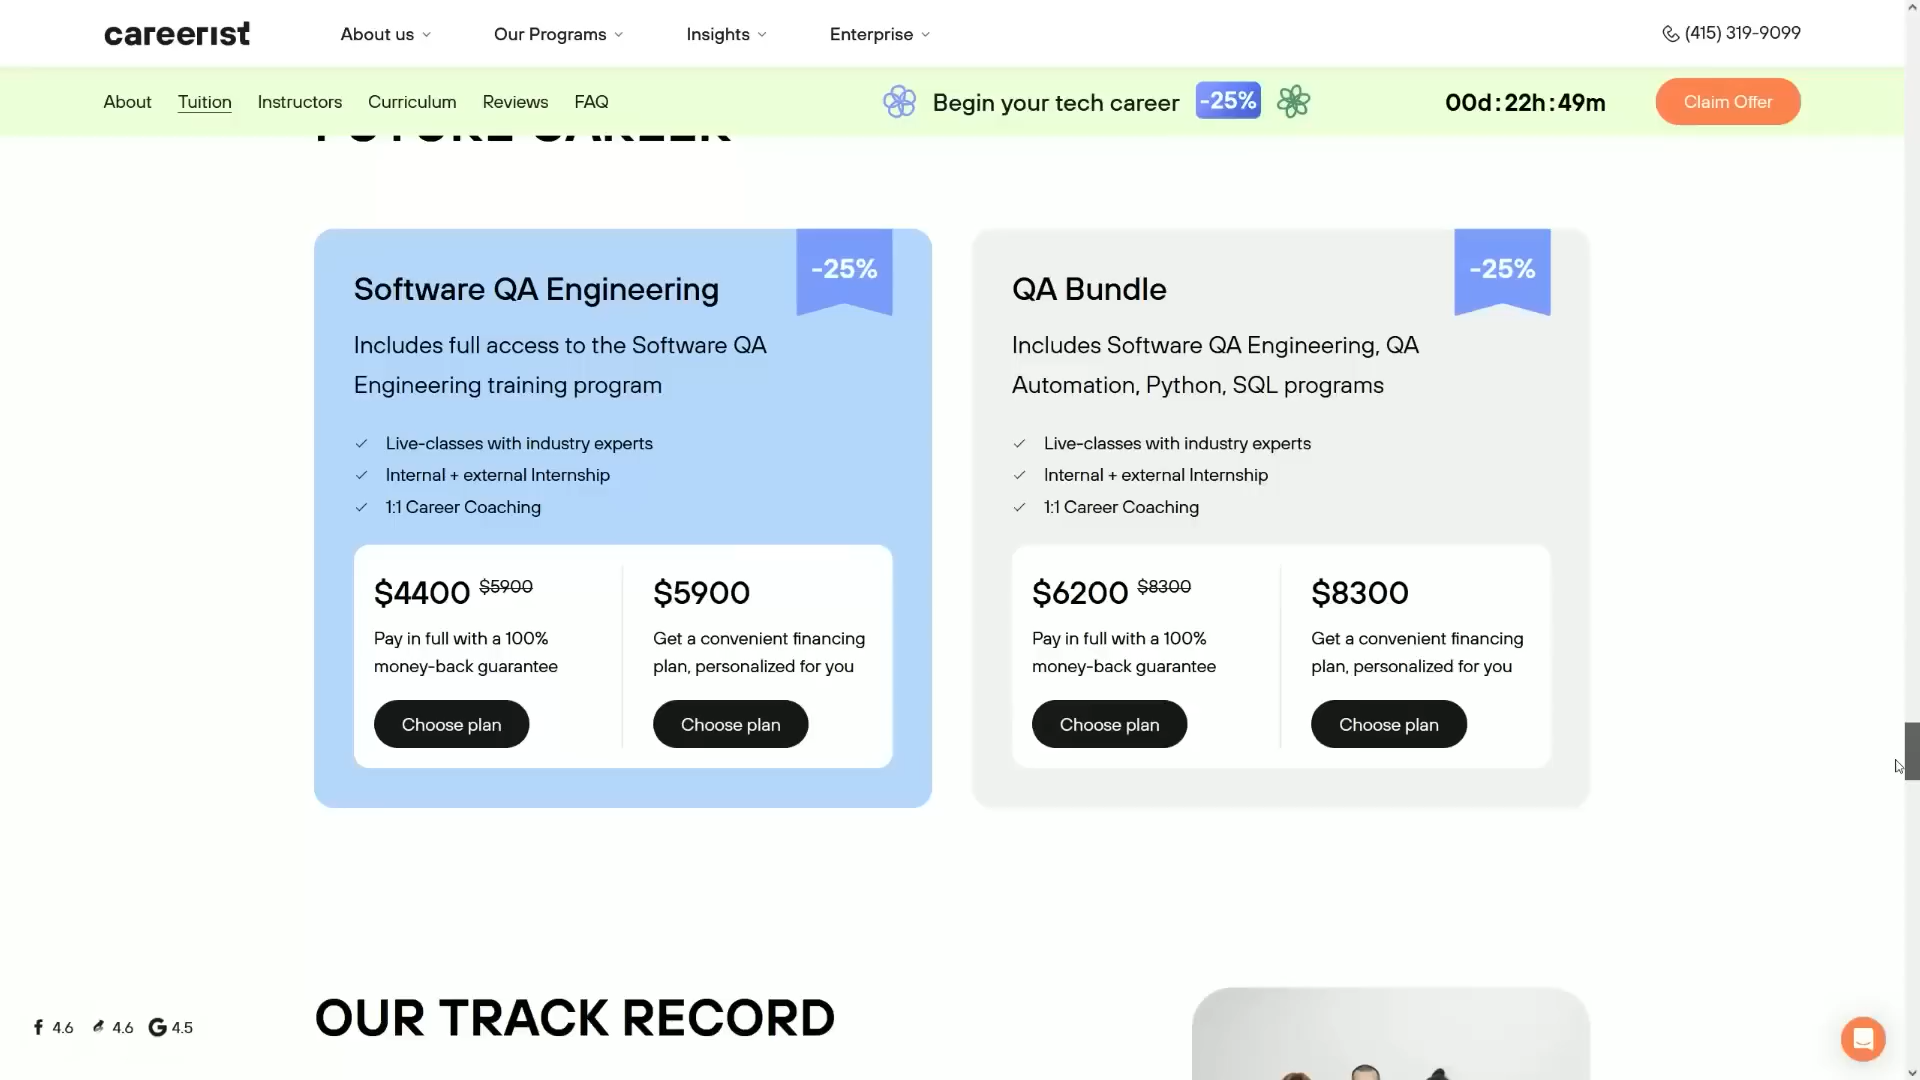 careerist
About us
Our Programs
Insights
Enterprise
(415) 319-9099
About
Tuition
Instructors
Curriculum
Reviews
FAQ
Begin your tech career
-25%
00d:22h:49m
Claim Offer
FUTURE CAREER
Software QA Engineering
-25%
Includes full access to the Software QA
Engineering training program
Live-classes with industry experts
Internal + external Internship
1:1 Career Coaching
$4400 $5900
Pay in full with a 100%
money-back guarantee
Choose plan
$5900
Get a convenient financing
plan, personalized for you
Choose plan
QA Bundle
-25%
Includes Software QA Engineering, QA
Automation, Python, SQL programs
Live-classes with industry experts
Internal + external Internship
1:1 Career Coaching
$6200 $8300
Pay in full with a 100%
money-back guarantee
Choose plan
$8300
Get a convenient financing
plan, personalized for you
Choose plan
OUR TRACK RECORD
4.6
4.6
4.5